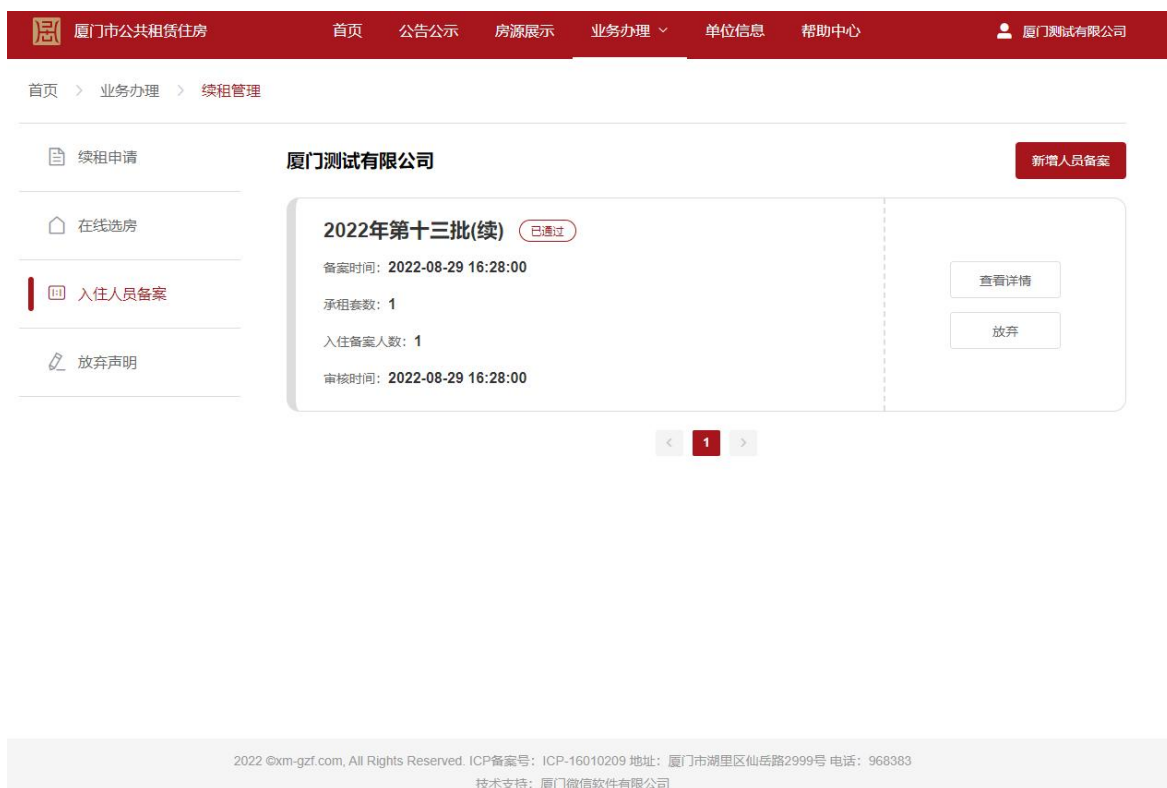 厦门市公共租赁住房 首页 公告公示 房源展示 业务办理 单位信息 帮助中心 厦门测试有限公司
首页 > 业务办理 > 续租管理
续租申请
在线选房
入住人员备案
放弃声明
厦门测试有限公司
新增人员备案
2022年第十三批(续) 已通过
备案时间：2022-08-29 16:28:00
承租套数：1
入住备案人数：1
审核时间：2022-08-29 16:28:00
查看详情
放弃
< 1 >
2022 ©xm-gzf.com, All Rights Reserved. ICP备案号：ICP-16010209 地址：厦门市湖里区仙岳路2999号 电话：968383
技术支持：厦门微信软件有限公司